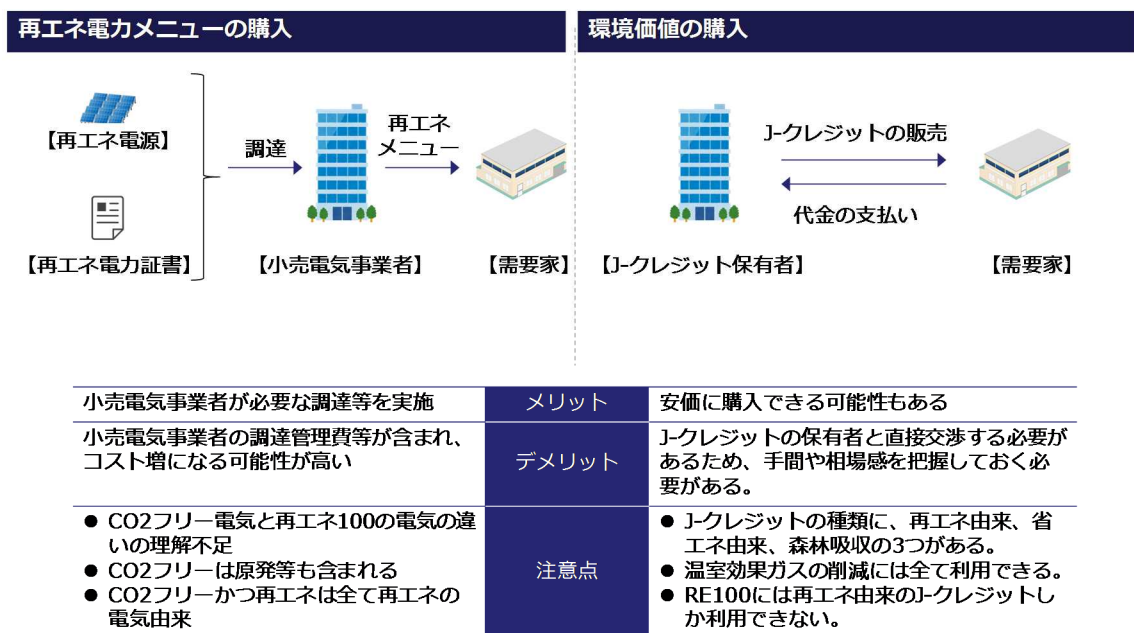 再エネ電力メニューの購入
環境価値の購入
【再エネ電源】
【再エネ電力証書】
調達
【小売電気事業者】
再エネ
メニュー
【需要家】
【J-クレジット保有者】
J-クレジットの販売
代金の支払い
【需要家】
小売電気事業者が必要な調達等を実施
メリット
安価に購入できる可能性もある
小売電気事業者の調達管理費等が含まれ、
コスト増になる可能性が高い
デメリット
J-クレジットの保有者と直接交渉する必要が
あるため、手間や相場感を把握しておく必
要がある。
● CO2フリー電気と再エネ100の電気の違
いの理解不足
● CO2フリーは原発等も含まれる
● CO2フリーかつ再エネは全て再エネの
電気由来
注意点
● J-クレジットの種類に、再エネ由来、省
エネ由来、森林吸収の3つがある。
● 温室効果ガスの削減には全て利用できる。
● RE100には再エネ由来のJ-クレジットし
か利用できない。